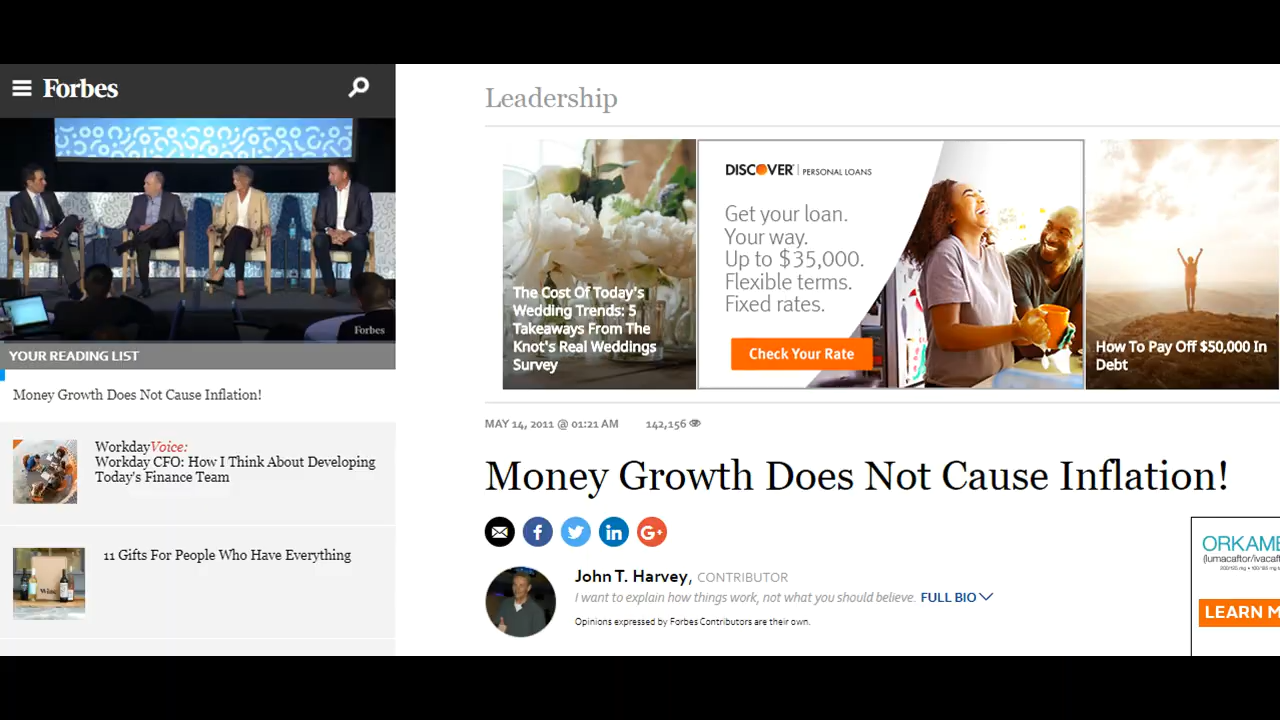 Forbes
Forbes
YOUR READING LIST
Money Growth Does Not Cause Inflation!
WorkdayVoice:
Workday CFO: How I Think About Developing
Today's Finance Team
11 Gifts For People Who Have Everything
Leadership
The Cost Of Today's
Wedding Trends: 5
Takeaways From The
Knot's Real Weddings
Survey
DISCOVER | PERSONAL LOANS
Get your loan.
Your way.
Up to $35,000.
Flexible terms.
Fixed rates.
Check Your Rate
How To Pay Off $50,000 In
Debt
MAY 14, 2011 @ 01:21 AM 142,156
Money Growth Does Not Cause Inflation!
John T. Harvey, CONTRIBUTOR
I want to explain how things work, not what you should believe. FULL BIO
Opinions expressed by Forbes Contributors are their own.
ORKAME
(lumacaftor/ivacaf
LEARN M